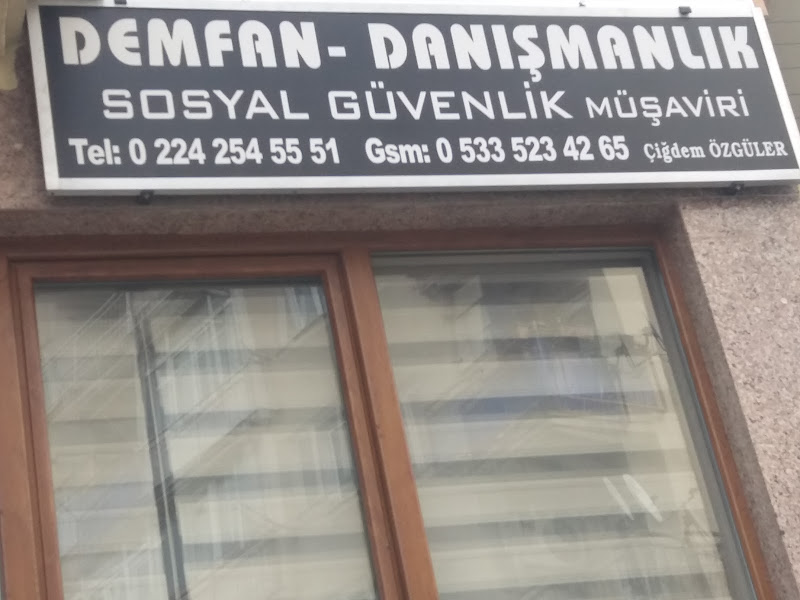 DEMFAN- DANIŞMANLIK
SOSYAL GÜVENLİK MÜŞAVİRİ
Tel: 0 224 254 55 51 Gsm: 0 533 523 42 65 Çiğdem ÖZGÜLER